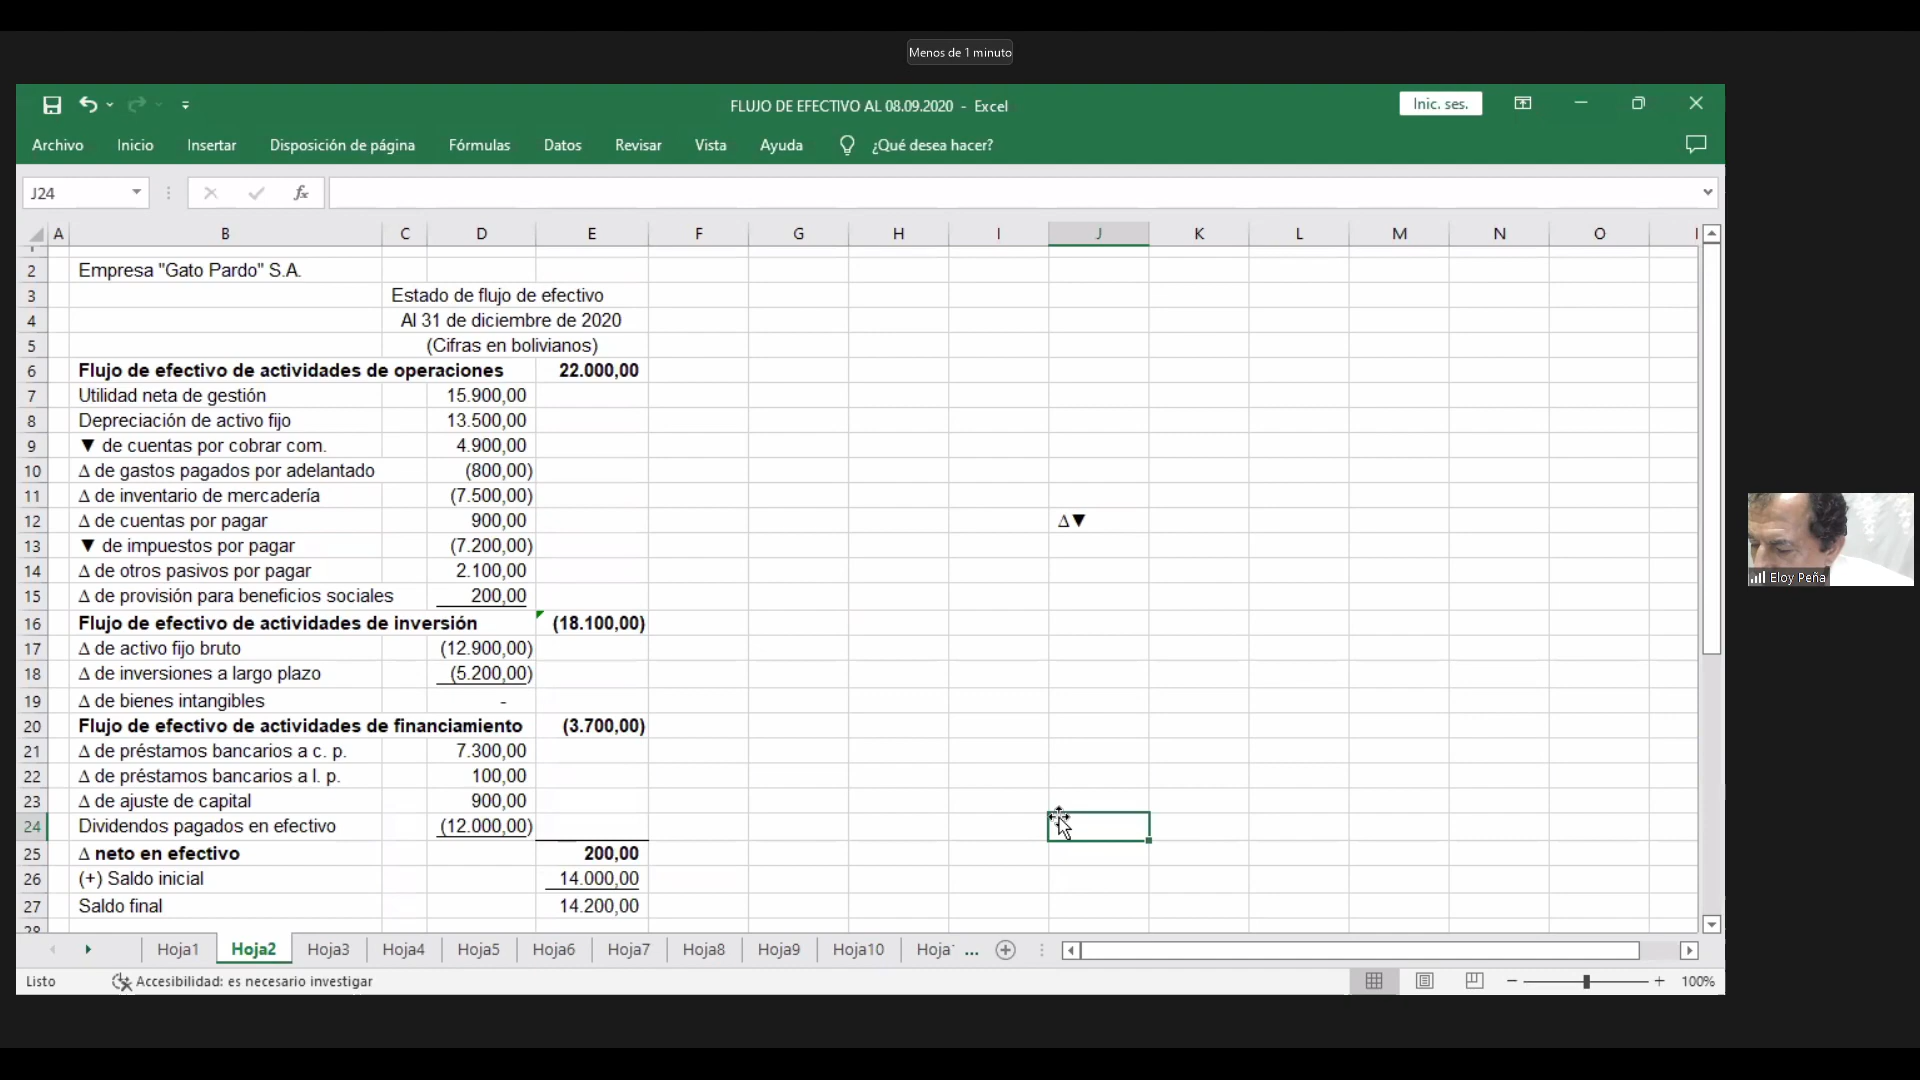 Menos de 1 minuto
FLUJO DE EFECTIVO AL 08.09.2020 - Excel
Inic. ses.
Archivo Inicio Insertar Disposición de página Fórmulas Datos Revisar Vista Ayuda ¿Qué desea hacer?
J24 fx
A B C D E F G H I J K L M N O
2 Empresa "Gato Pardo" S.A.
3 Estado de flujo de efectivo
4 Al 31 de diciembre de 2020
5 (Cifras en bolivianos)
6 Flujo de efectivo de actividades de operaciones 22.000,00
7 Utilidad neta de gestión 15.900,00
8 Depreciación de activo fijo 13.500,00
9 ▼ de cuentas por cobrar com. 4.900,00
10 Δ de gastos pagados por adelantado (800,00)
11 Δ de inventario de mercadería (7.500,00)
12 Δ de cuentas por pagar 900,00 Δ▼
13 ▼ de impuestos por pagar (7.200,00)
14 Δ de otros pasivos por pagar 2.100,00
15 Δ de provisión para beneficios sociales 200,00
16 Flujo de efectivo de actividades de inversión (18.100,00)
17 Δ de activo fijo bruto (12.900,00)
18 Δ de inversiones a largo plazo (5.200,00)
19 Δ de bienes intangibles -
20 Flujo de efectivo de actividades de financiamiento (3.700,00)
21 Δ de préstamos bancarios a c. p. 7.300,00
22 Δ de préstamos bancarios a l. p. 100,00
23 Δ de ajuste de capital 900,00
24 Dividendos pagados en efectivo (12.000,00)
25 Δ neto en efectivo 200,00
26 (+) Saldo inicial 14.000,00
27 Saldo final 14.200,00
Hoja1 Hoja2 Hoja3 Hoja4 Hoja5 Hoja6 Hoja7 Hoja8 Hoja9 Hoja10 Hoja ...
Listo Accesibilidad: es necesario investigar 100%
Eloy Peña